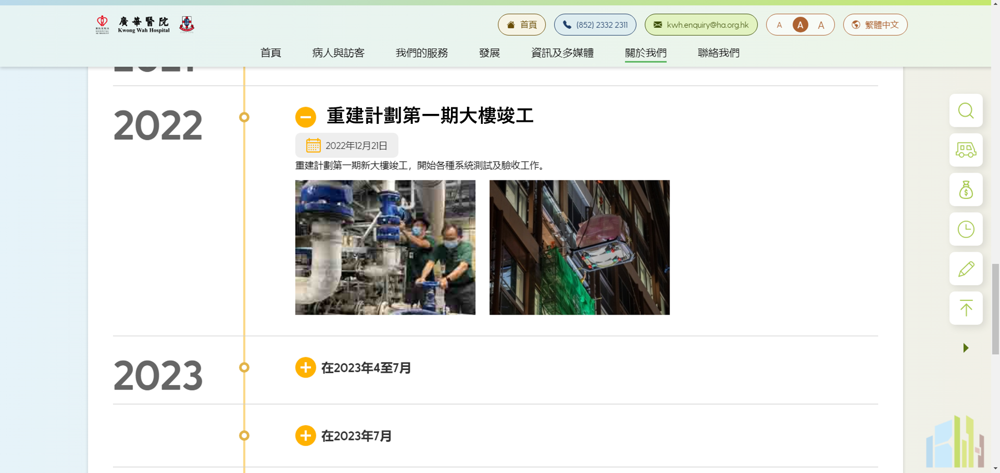 廣華醫院
Kwong Wah Hospital
首頁
(852) 2332 2311
kwh.enquiry@ha.org.hk
A A A
繁體中文
首頁 病人與訪客 我們的服務 發展 資訊及多媒體 關於我們 聯絡我們
2021
2022
重建計劃第一期大樓竣工
2022年12月21日
重建計劃第一期新大樓竣工，開始各種系統測試及驗收工作。
2023
在2023年4至7月
在2023年7月